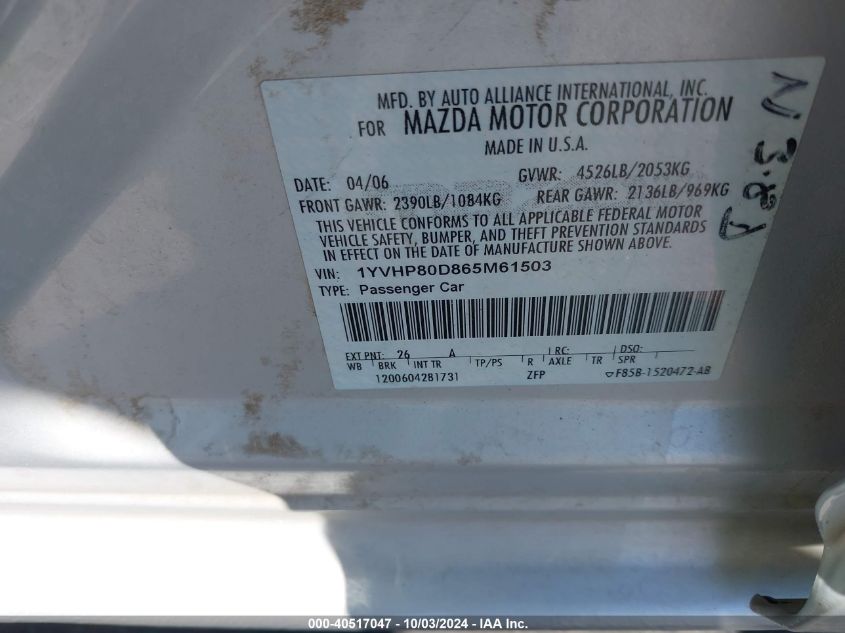 MFD. BY AUTO ALLIANCE INTERNATIONAL, INC.
FOR MAZDA MOTOR CORPORATION
MADE IN U.S.A.
DATE: 04/06 GVWR: 4526LB/2053KG
FRONT GAWR: 2390LB/1084KG REAR GAWR: 2136LB/969KG
THIS VEHICLE CONFORMS TO ALL APPLICABLE FEDERAL MOTOR
VEHICLE SAFETY, BUMPER, AND THEFT PREVENTION STANDARDS
IN EFFECT ON THE DATE OF MANUFACTURE SHOWN ABOVE.
VIN: 1YVHP80D865M61503
TYPE: Passenger Car
EXT PNT: 26 A RC: DSO:
WB BRK INT TR TP/PS R AXLE TR SPR
1200604281731 ZFP F85B-1520472-AB
000-40517047 - 10/03/2024 - IAA Inc.